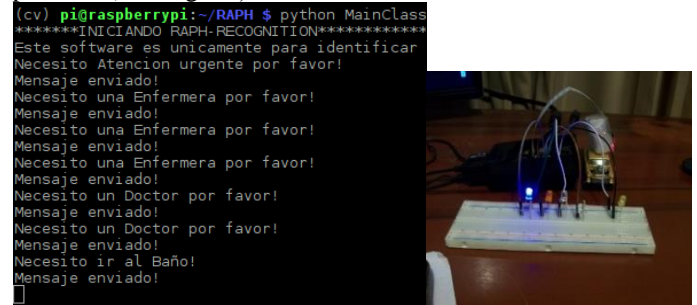 (cv) pi@raspberrypi:~/RAPH $ python MainClass
*******INICIANDO RAPH-RECOGNITION************
Este software es unicamente para identificar
Necesito Atencion urgente por favor!
Mensaje enviado!
Necesito una Enfermera por favor!
Mensaje enviado!
Necesito una Enfermera por favor!
Mensaje enviado!
Necesito una Enfermera por favor!
Mensaje enviado!
Necesito un Doctor por favor!
Mensaje enviado!
Necesito un Doctor por favor!
Mensaje enviado!
Necesito ir al Baño!
Mensaje enviado!